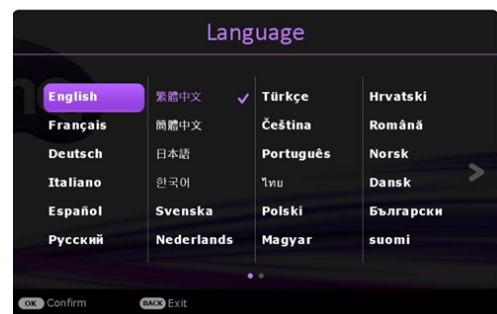 Language
English
Français
Deutsch
Italiano
Español
Русский
繁體中文
簡體中文
日本語
한국어
Svenska
Nederlands
Türkçe
Čeština
Português
ไทย
Polski
Magyar
Hrvatski
Română
Norsk
Dansk
Български
suomi
OK Confirm
BACK Exit